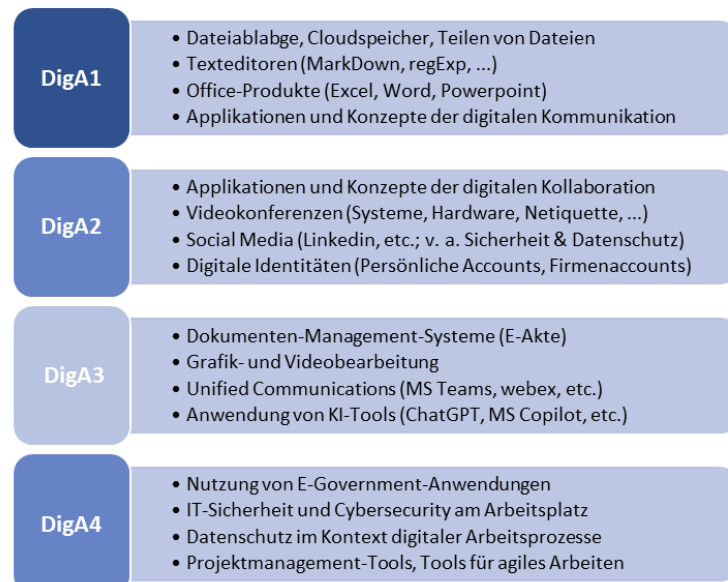 DigA1
• Dateiablabge, Cloudspeicher, Teilen von Dateien
• Texteditoren (MarkDown, regExp, ...)
• Office-Produkte (Excel, Word, Powerpoint)
• Applikationen und Konzepte der digitalen Kommunikation
DigA2
• Applikationen und Konzepte der digitalen Kollaboration
• Videokonferenzen (Systeme, Hardware, Netiquette, ...)
• Social Media (Linkedin, etc.; v. a. Sicherheit & Datenschutz)
• Digitale Identitäten (Persönliche Accounts, Firmenaccounts)
DigA3
• Dokumenten-Management-Systeme (E-Akte)
• Grafik- und Videobearbeitung
• Unified Communications (MS Teams, webex, etc.)
• Anwendung von KI-Tools (ChatGPT, MS Copilot, etc.)
DigA4
• Nutzung von E-Government-Anwendungen
• IT-Sicherheit und Cybersecurity am Arbeitsplatz
• Datenschutz im Kontext digitaler Arbeitsprozesse
• Projektmanagement-Tools, Tools für agiles Arbeiten